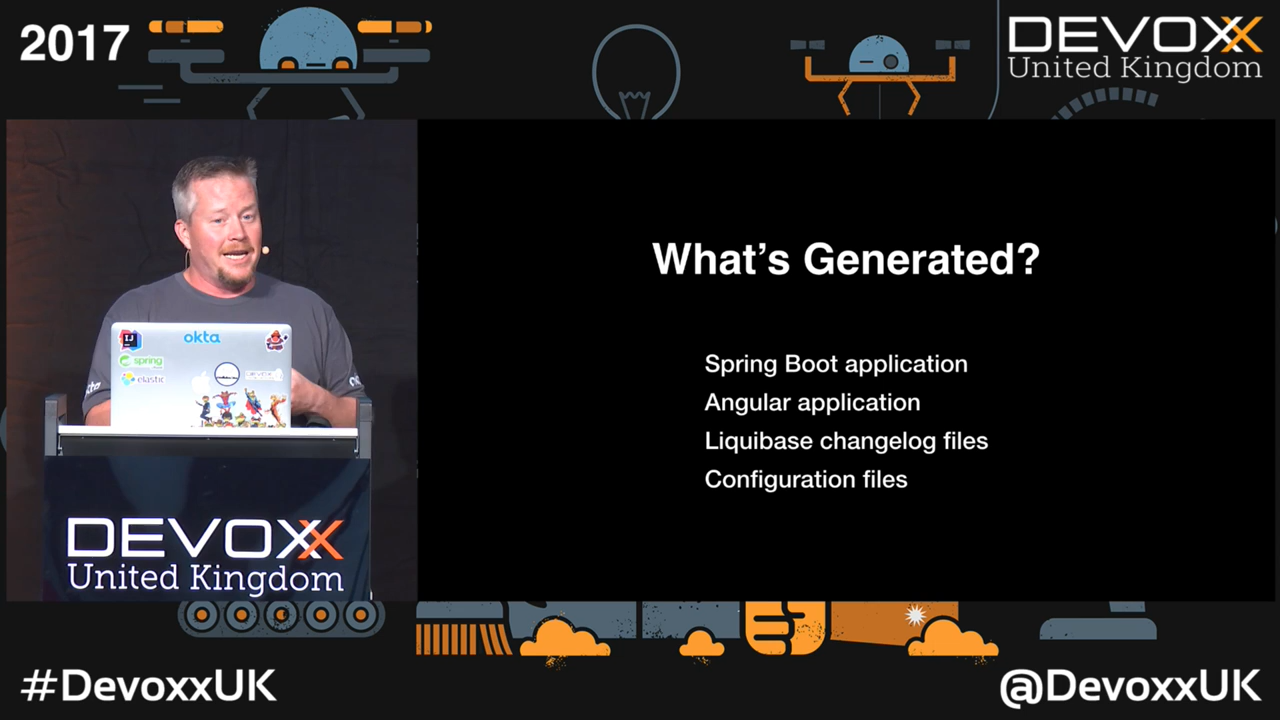 2017
DEVOXX
United Kingdom
What's Generated?
Spring Boot application
Angular application
Liquibase changelog files
Configuration files
okta
IJ
spring
elastic
DEVOXX
United Kingdom
#DevoxxUK
@DevoxxUK